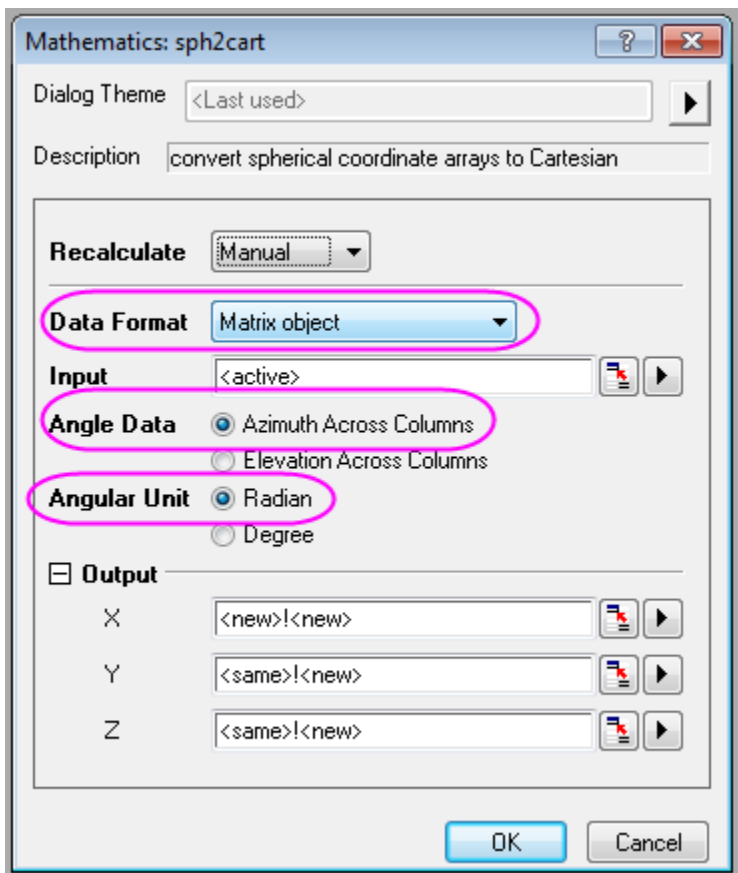 Mathematics: sph2cart
Dialog Theme <Last used>
Description convert spherical coordinate arrays to Cartesian
Recalculate Manual
Data Format Matrix object
Input <active>
Angle Data Azimuth Across Columns
Elevation Across Columns
Angular Unit Radian
Degree
Output
X <new>!<new>
Y <same>!<new>
Z <same>!<new>
OK Cancel